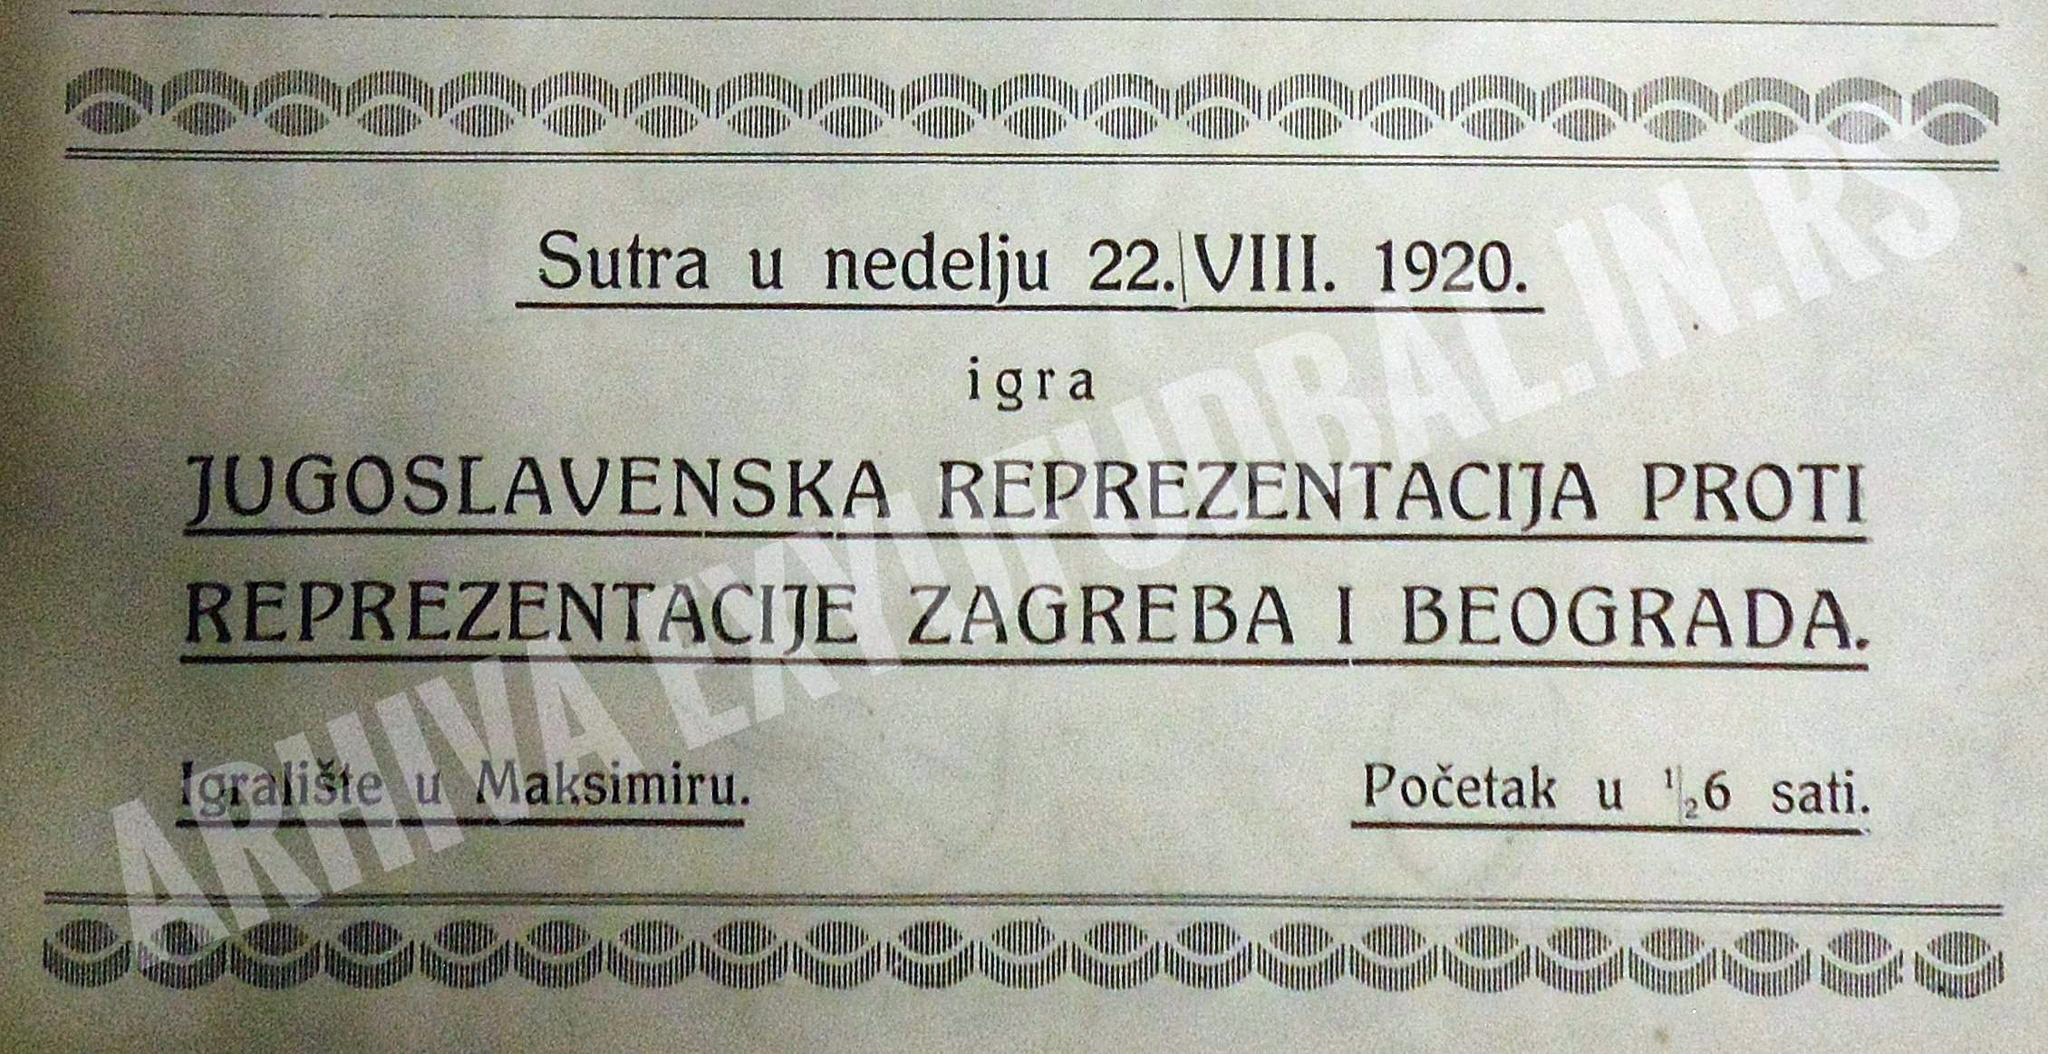 Sutra u nedelju 22./VIII. 1920.
igra
JUGOSLAVENSKA REPREZENTACIJA PROTI
REPREZENTACIJE ZAGREBA I BEOGRADA.
Igralište u Maksimiru.
Početak u 1/2 6 sati.
ARHIVA EXYUFUDBAL.IN.RS